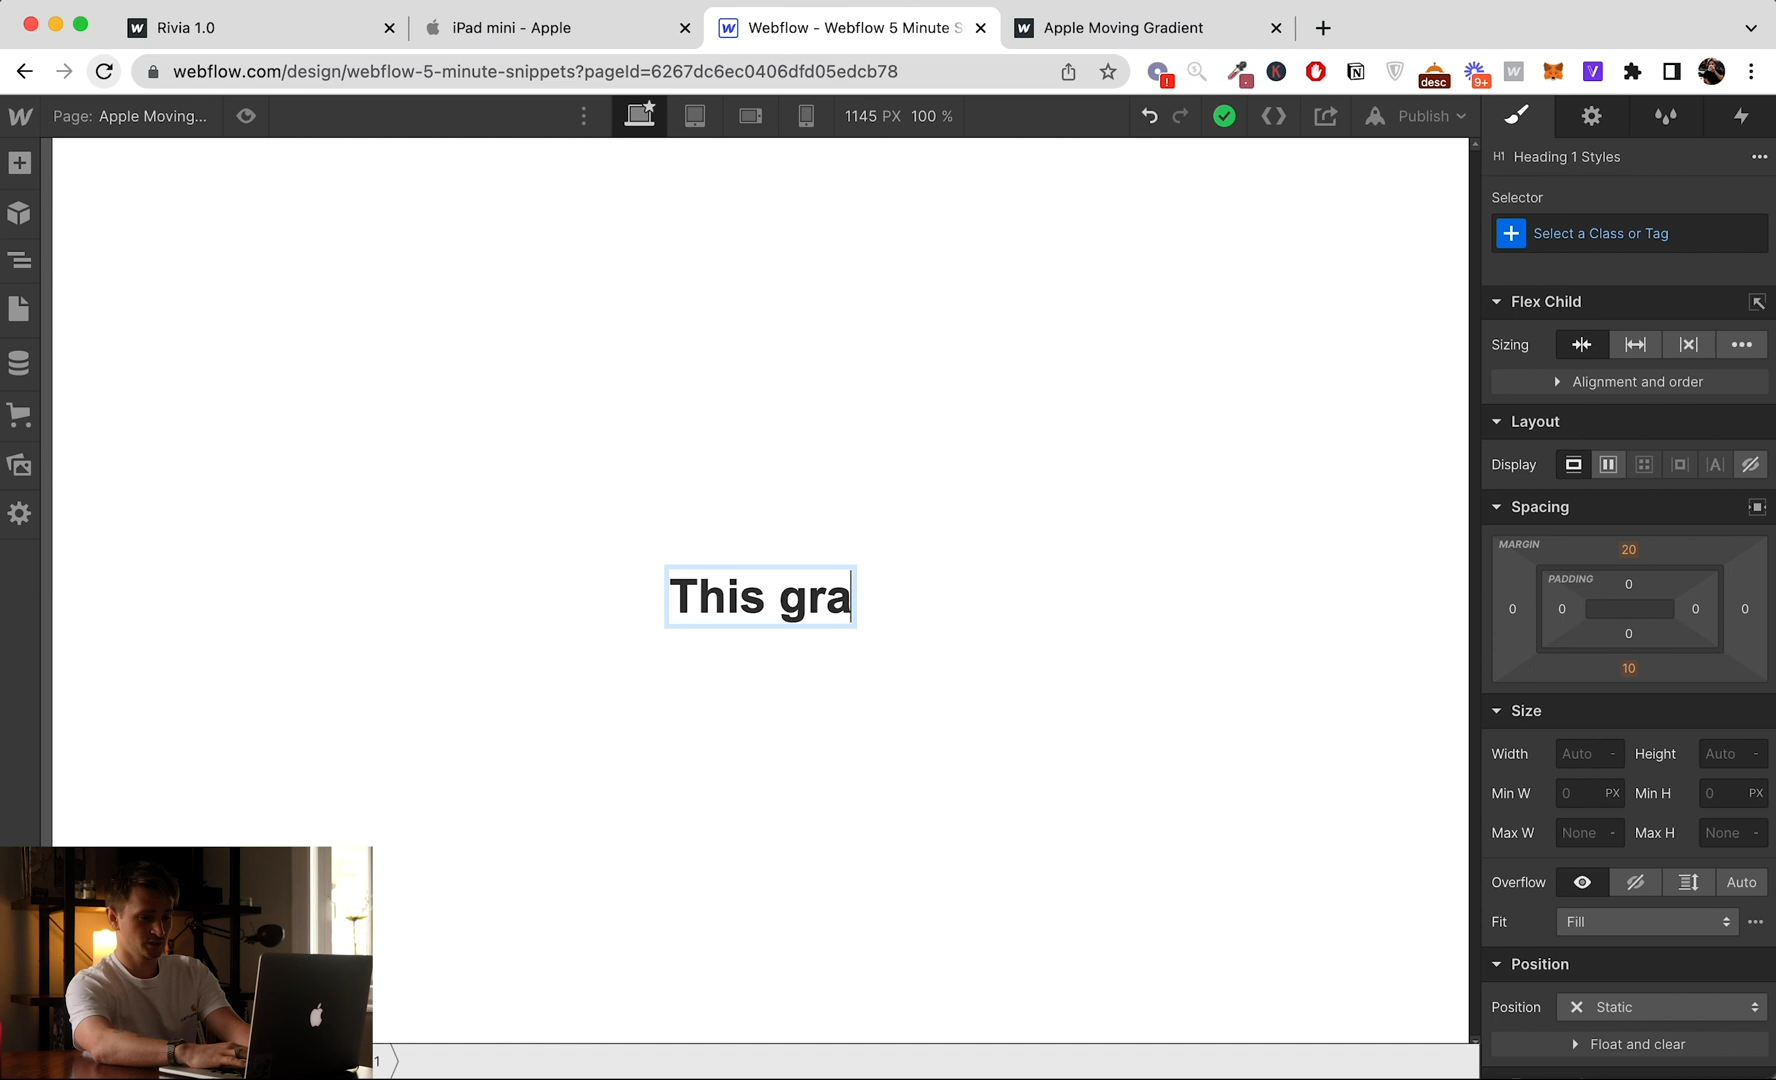 Rivia 1.0
iPad mini - Apple
Webflow - Webflow 5 Minute S
Apple Moving Gradient
webflow.com/design/webflow-5-minute-snippets?pageId=6267dc6ec0406dfd05edcb78
desc
9+
Page: Apple Moving...
1145 PX 100 %
Publish
H1 Heading 1 Styles
Selector
Select a Class or Tag
Flex Child
Sizing
Alignment and order
Layout
Display
Spacing
MARGIN
20
PADDING
0
0 0 0 0
0
10
Size
Width Auto - Height Auto -
Min W 0 PX Min H 0 PX
Max W None - Max H None -
Overflow Auto
Fit Fill
Position
Position Static
Float and clear
This gra
1